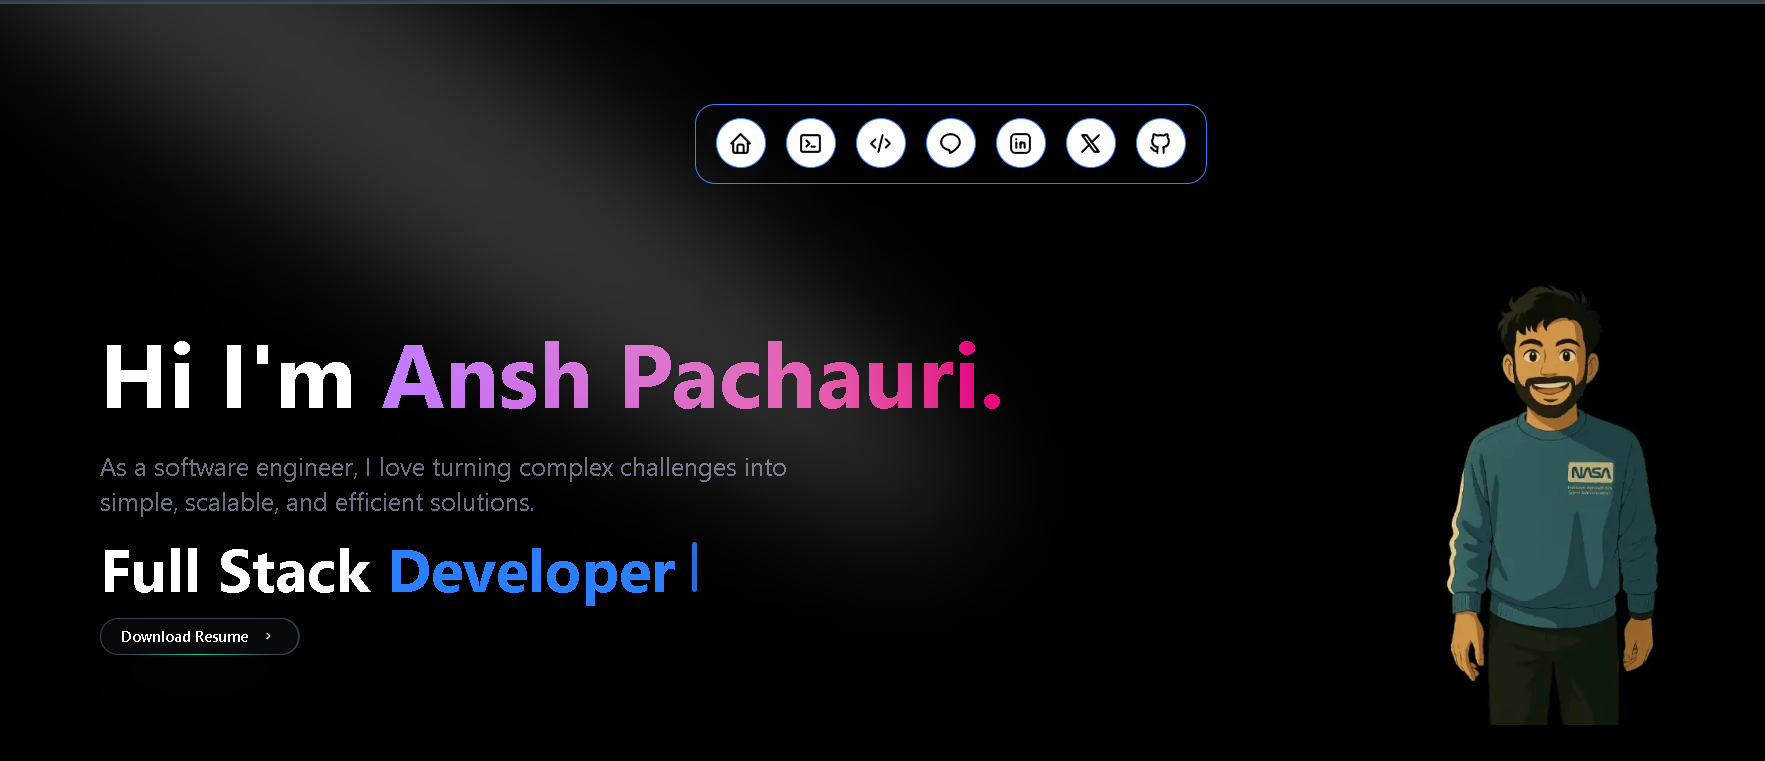 Hi I'm Ansh Pachauri.
As a software engineer, I love turning complex challenges into
simple, scalable, and efficient solutions.
Full Stack Developer
Download Resume
NASA